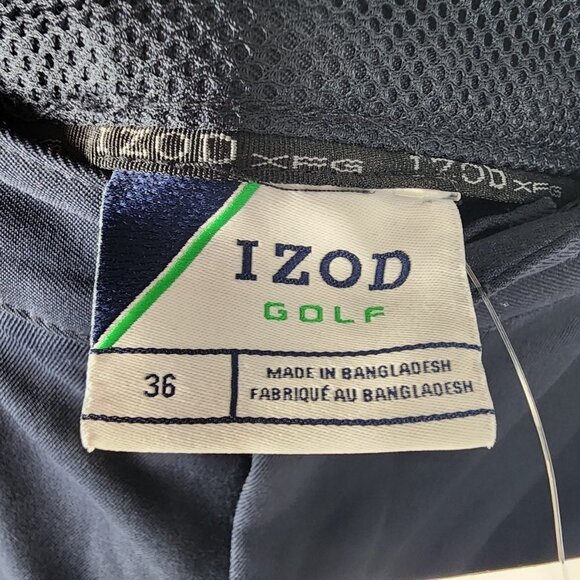 IZOD XFG IZOD XFG
IZOD
GOLF
36
MADE IN BANGLADESH
FABRIQUÉ AU BANGLADESH